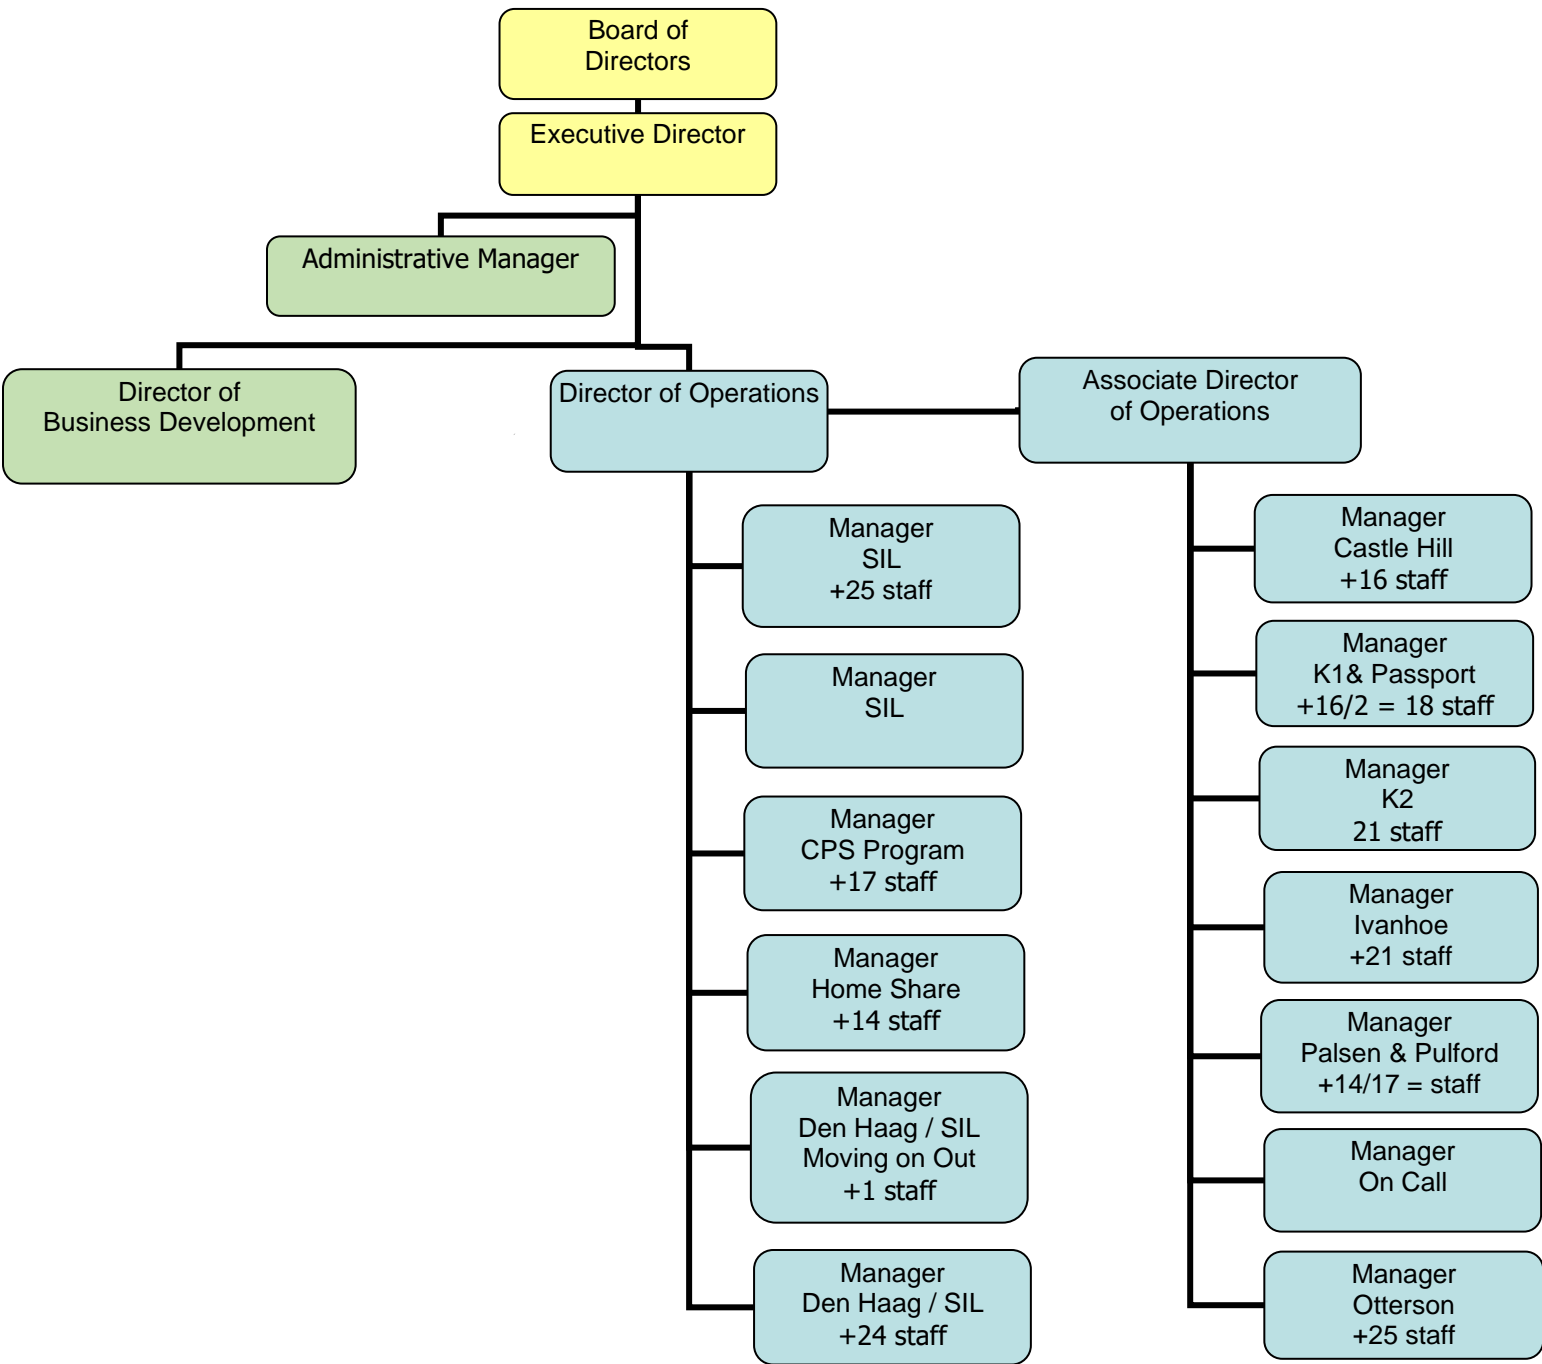 Board of
Directors
Executive Director
Administrative Manager
Director of
Business Development
Director of Operations
Associate Director
of Operations
Manager
SIL
+25 staff
Manager
SIL
Manager
CPS Program
+17 staff
Manager
Home Share
+14 staff
Manager
Den Haag / SIL
Moving on Out
+1 staff
Manager
Den Haag / SIL
+24 staff
Manager
Castle Hill
+16 staff
Manager
K1& Passport
+16/2 = 18 staff
Manager
K2
21 staff
Manager
Ivanhoe
+21 staff
Manager
Palsen & Pulford
+14/17 = staff
Manager
On Call
Manager
Otterson
+25 staff